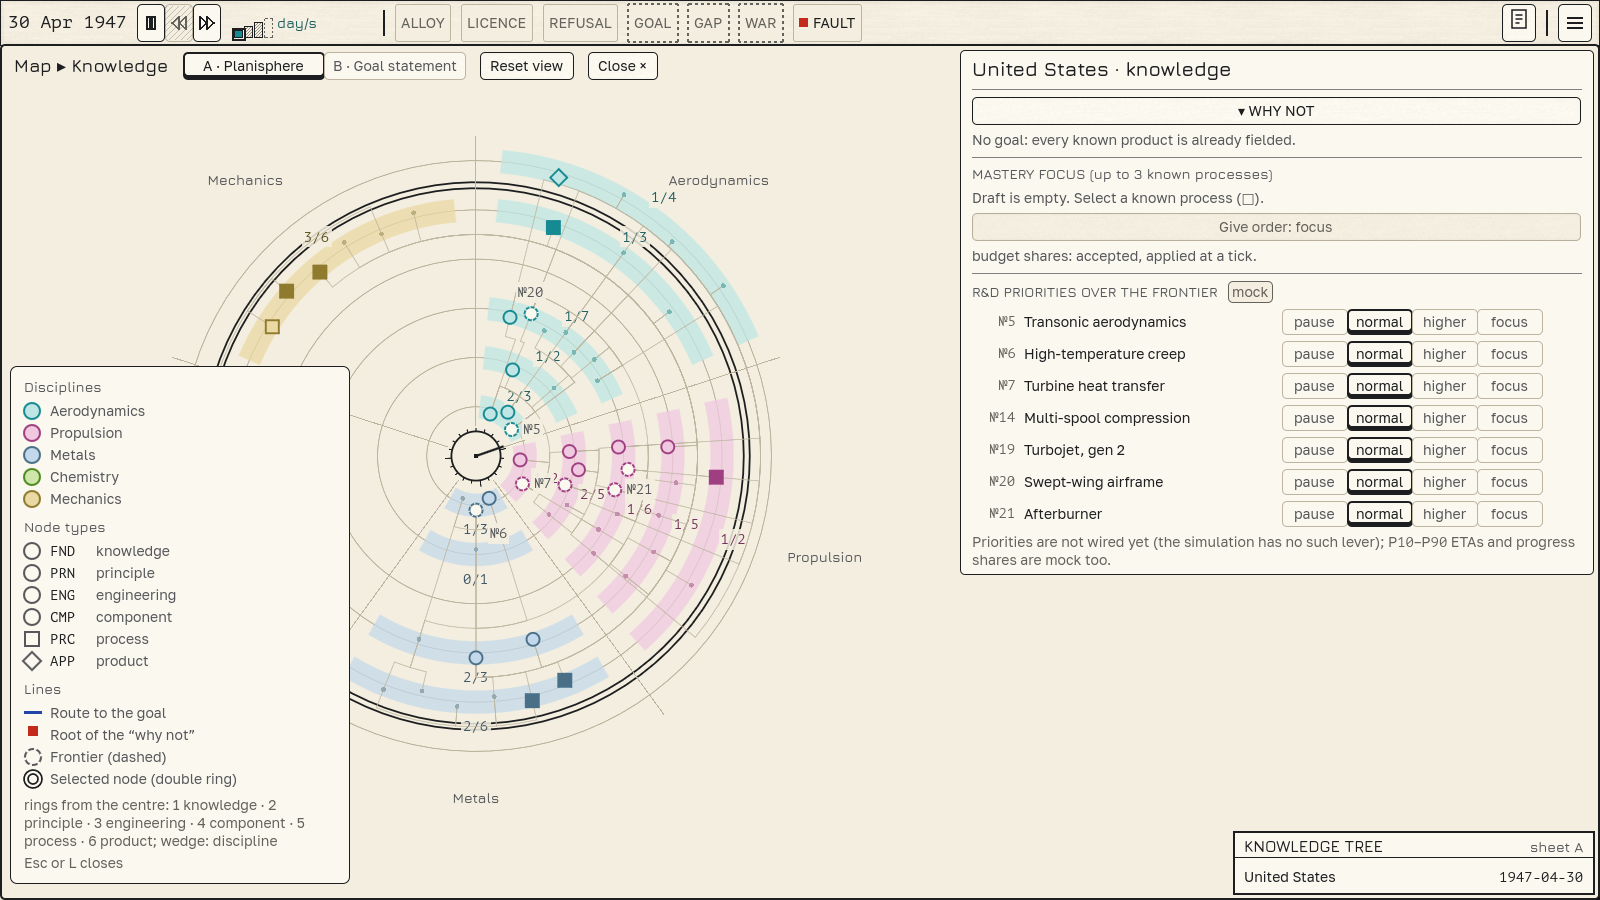 30 Apr 1947
day/s
ALLOY
LICENCE
REFUSAL
GOAL
GAP
WAR
FAULT
Map ▸ Knowledge
A · Planisphere
B · Goal statement
Reset view
Close ×
Mechanics
Aerodynamics
1/4
3/6
1/3
№20
1/7
1/2
2/3
№5
№7
2/5
№21
1/6
1/5
1/2
1/3
№6
0/1
Propulsion
2/3
2/6
Metals
Disciplines
Aerodynamics
Propulsion
Metals
Chemistry
Mechanics
Node types
FND knowledge
PRN principle
ENG engineering
CMP component
PRC process
APP product
Lines
Route to the goal
Root of the “why not”
Frontier (dashed)
Selected node (double ring)
rings from the centre: 1 knowledge · 2
principle · 3 engineering · 4 component · 5
process · 6 product; wedge: discipline
Esc or L closes
United States · knowledge
▾ WHY NOT
No goal: every known product is already fielded.
MASTERY FOCUS (up to 3 known processes)
Draft is empty. Select a known process (□).
Give order: focus
budget shares: accepted, applied at a tick.
R&D PRIORITIES OVER THE FRONTIER mock
№5 Transonic aerodynamics pause normal higher focus
№6 High-temperature creep pause normal higher focus
№7 Turbine heat transfer pause normal higher focus
№14 Multi-spool compression pause normal higher focus
№19 Turbojet, gen 2 pause normal higher focus
№20 Swept-wing airframe pause normal higher focus
№21 Afterburner pause normal higher focus
Priorities are not wired yet (the simulation has no such lever); P10–P90 ETAs and progress
shares are mock too.
KNOWLEDGE TREE sheet A
United States 1947-04-30